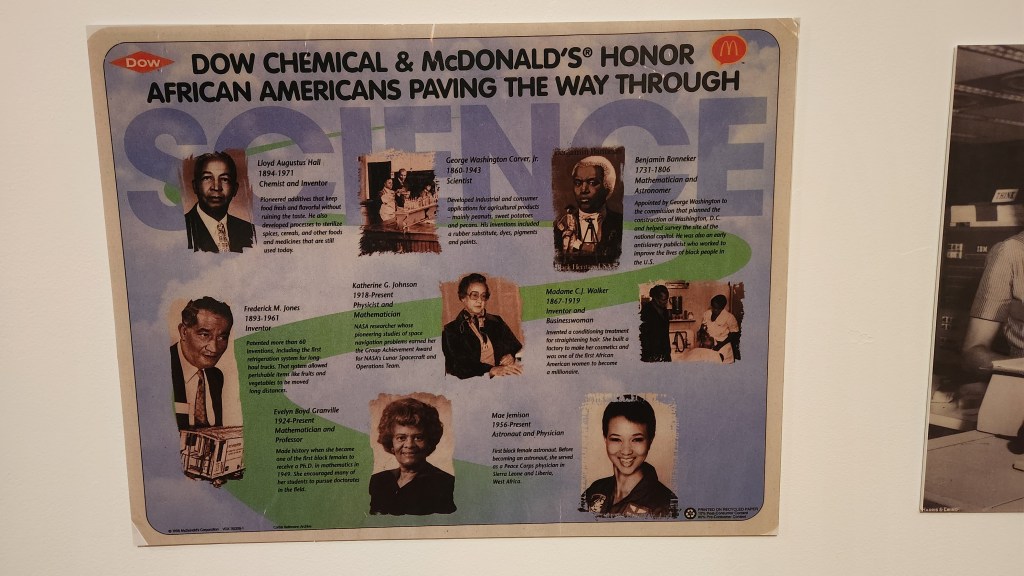 DOW
DOW CHEMICAL & McDONALD'S® HONOR
AFRICAN AMERICANS PAVING THE WAY THROUGH
SCIENCE
Lloyd Augustus Hall
1894-1971
Chemist and Inventor
Pioneered additives that keep
food fresh and flavorful without
ruining the taste. He also
developed processes to sterilize
spices, cereals, and other foods
and medicines that are still
used today.
George Washington Carver, Jr.
1860-1943
Scientist
Developed industrial and consumer
applications for agricultural products
- mainly peanuts, sweet potatoes
and pecans. His inventions included
a rubber substitute, dyes, pigments
and paints.
Benjamin Banneker
1731-1806
Mathematician and
Astronomer
Appointed by George Washington to
the commission that planned the
construction of Washington, D.C.
and helped survey the site of the
national capitol. He was also an early
antislavery publicist who worked to
improve the lives of black people in
the U.S.
Black Heritage USA
Frederick M. Jones
1893-1961
Inventor
Patented more than 60
inventions, including the first
refrigeration system for long-
haul trucks. That system allowed
perishable items like fruits and
vegetables to be moved
long distances.
Katherine G. Johnson
1918-Present
Physicist and
Mathematician
NASA researcher whose
pioneering studies of space
navigation problems earned her
the Group Achievement Award
for NASA's Lunar Spacecraft and
Operations Team.
Madame C.J. Walker
1867-1919
Inventor and
Businesswoman
Invented a conditioning treatment
for straightening hair. She built a
factory to make her cosmetics and
was one of the first African
American women to become
a millionaire.
Evelyn Boyd Granville
1924-Present
Mathematician and
Professor
Made history when she became
one of the first black females to
receive a Ph.D. in mathematics in
1949. She encouraged many of
her students to pursue doctorates
in the field.
Mae Jemison
1956-Present
Astronaut and Physician
First black female astronaut. Before
becoming an astronaut, she served
as a Peace Corps physician in
Sierra Leone and Liberia,
West Africa.
McDonald's Corporation
PRINTED ON RECYCLED PAPER